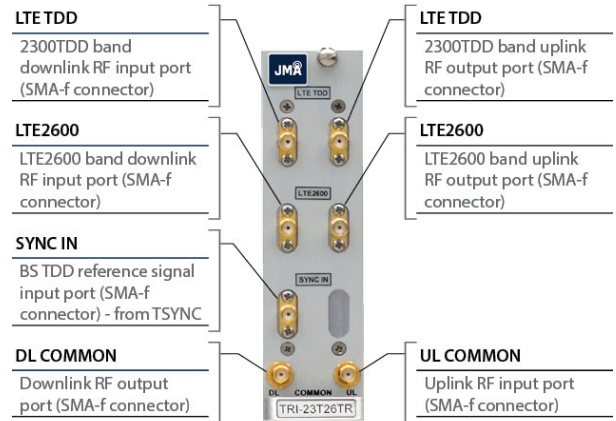 LTE TDD
2300TDD band
downlink RF input port
(SMA-f connector)
LTE2600
LTE2600 band downlink
RF input port (SMA-f
connector)
SYNC IN
BS TDD reference signal
input port (SMA-f
connector) - from TSYNC
DL COMMON
Downlink RF output
port (SMA-f connector)
JMA
LTE TDD
LTE2600
SYNC IN
DL COMMON UL
TRI-23T26TR
LTE TDD
2300TDD band uplink
RF output port (SMA-f
connector)
LTE2600
LTE2600 band uplink
RF output port (SMA-f
connector)
UL COMMON
Uplink RF input port
(SMA-f connector)